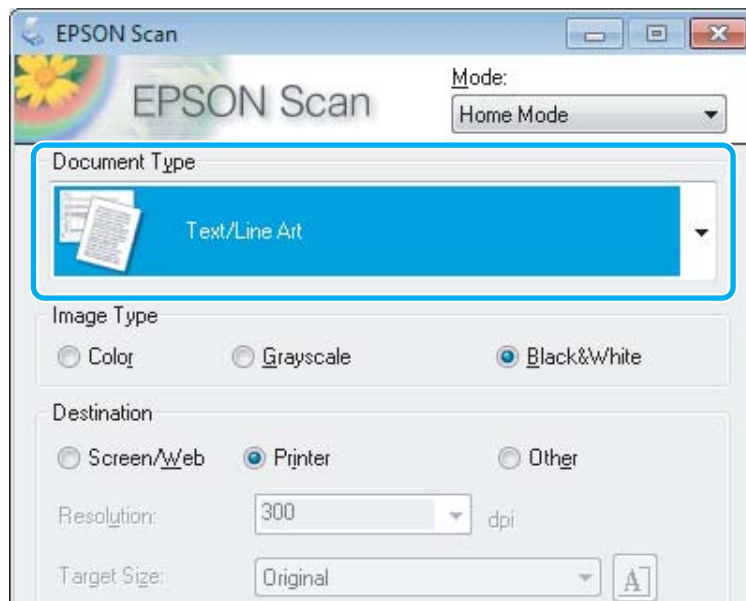 EPSON Scan
EPSON Scan
Mode:
Home Mode
Document Type
Text/Line Art
Image Type
Color Grayscale Black&White
Destination
Screen/Web Printer Other
Resolution: 300 dpi
Target Size: Original A